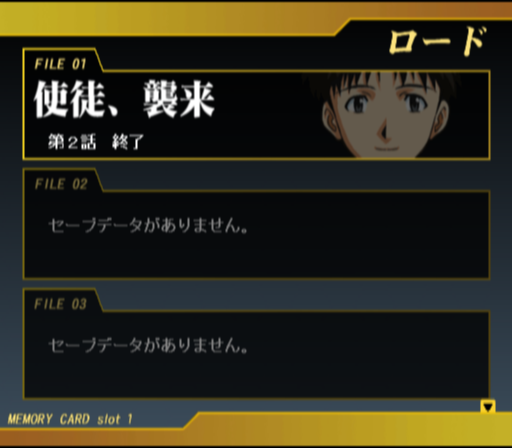 ロード
FILE 01
使徒、襲来
第2話 終了
FILE 02
セーブデータがありません。
FILE 03
セーブデータがありません。
MEMORY CARD slot 1